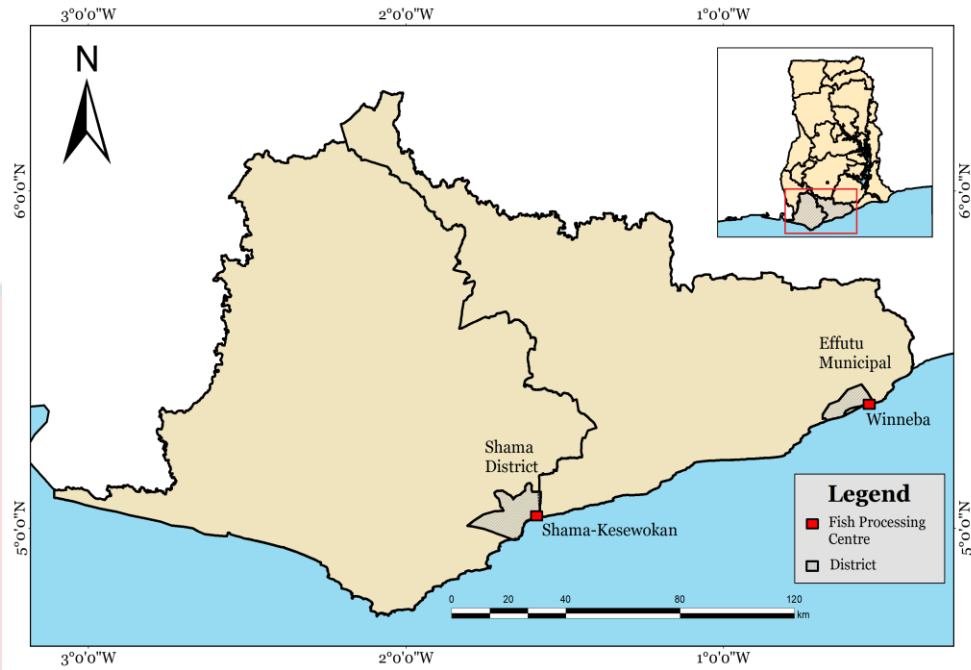 3°0'0"W
2°0'0"W
1°0'0"W
N
6°0'0"N
6°0'0"N
Effutu
Municipal
Winneba
Shama
District
Shama-Kesewokan
5°0'0"N
5°0'0"N
Legend
Fish Processing
Centre
District
0 20 40 80 120
km
3°0'0"W
2°0'0"W
1°0'0"W